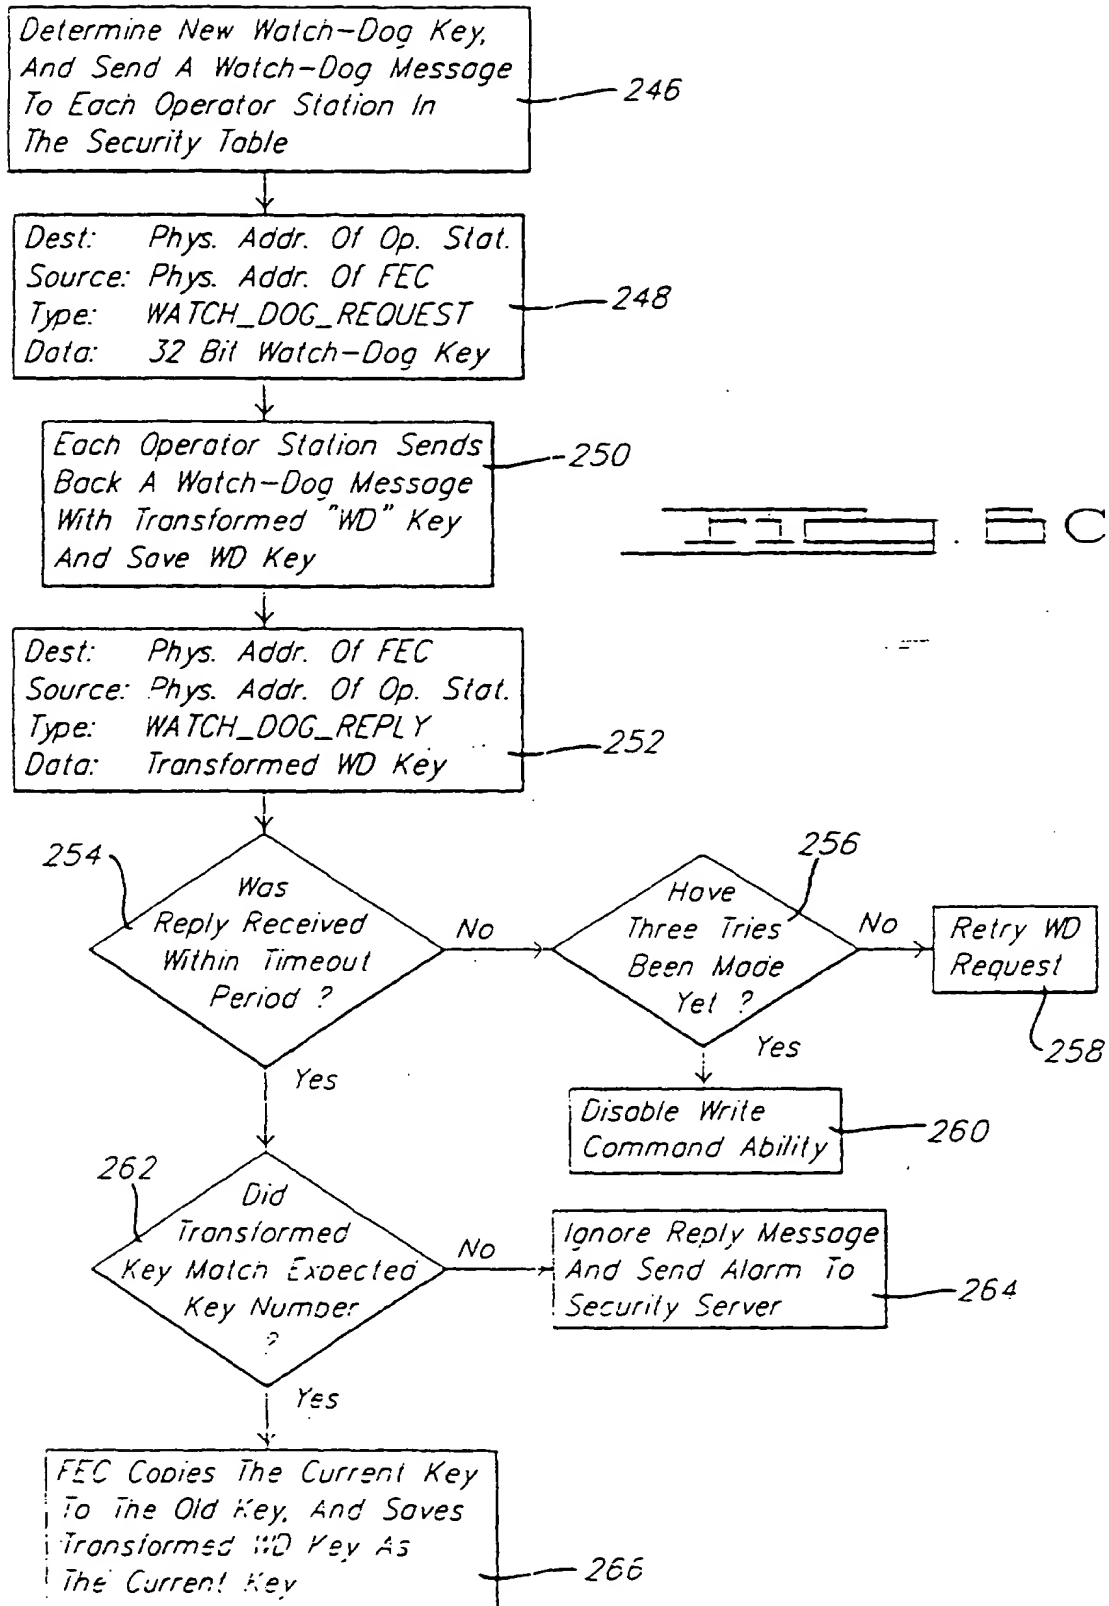 Determine New Watch-Dog Key,
And Send A Watch-Dog Message
To Each Operator Station In
The Security Table
246
Dest: Phys. Addr. Of Op. Stat.
Source: Phys. Addr. Of FEC
Type: WATCH_DOG_REQUEST
Data: 32 Bit Watch-Dog Key
248
Each Operator Station Sends
Back A Watch-Dog Message
With Transformed "WD" Key
And Save WD Key
250
Dest: Phys. Addr. Of FEC
Source: Phys. Addr. Of Op. Stat.
Type: WATCH_DOG_REPLY
Data: Transformed WD Key
252
254
Was
Reply Received
Within Timeout
Period ?
No
256
Have
Three Tries
Been Made
Yet ?
No
Retry WD
Request
258
Yes
Yes
Disable Write
Command Ability
260
262
Did
Transformed
Key Match Expected
Key Number
?
No
Ignore Reply Message
And Send Alarm To
Security Server
264
Yes
FEC Copies The Current Key
To The Old Key, And Saves
Transformed WD Key As
The Current Key
266